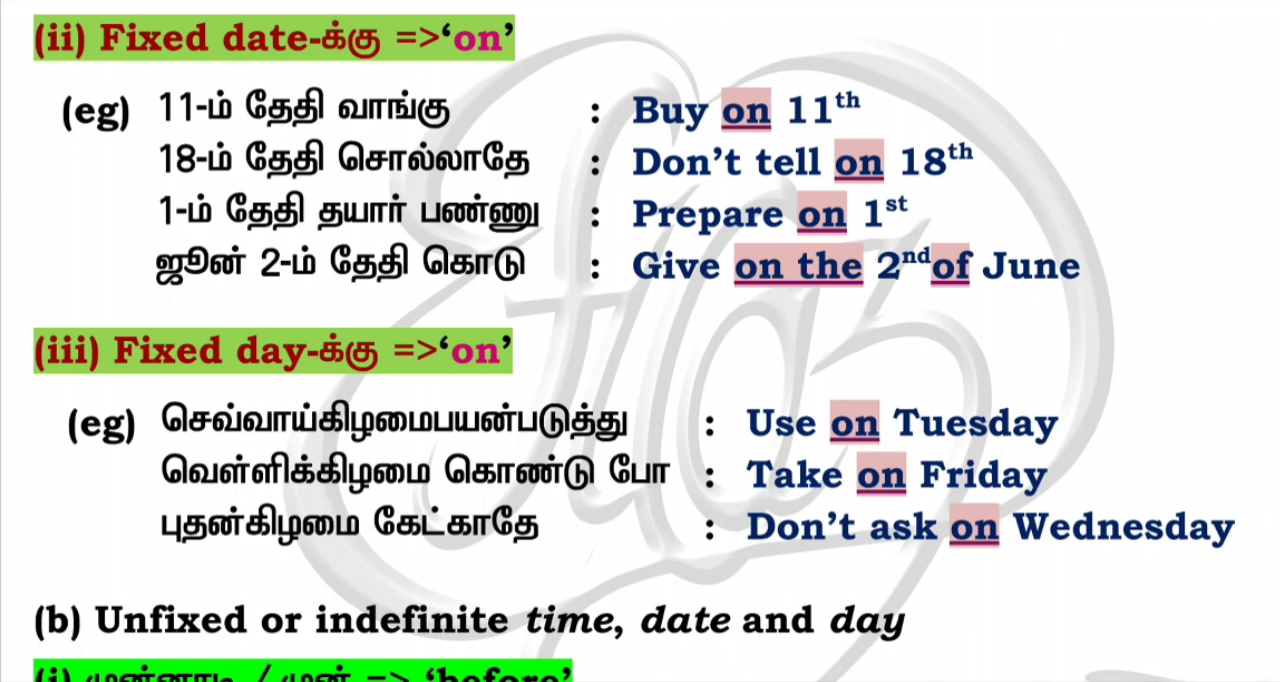 (ii) Fixed date-க்கு =>‘on’
(eg) 11-ம் தேதி வாங்கு : Buy on 11th
18-ம் தேதி சொல்லாதே : Don’t tell on 18th
1-ம் தேதி தயார் பண்ணு : Prepare on 1st
ஜூன் 2-ம் தேதி கொடு : Give on the 2nd of June
(iii) Fixed day-க்கு =>‘on’
(eg) செவ்வாய்கிழமைபயன்படுத்து : Use on Tuesday
வெள்ளிக்கிழமை கொண்டு போ : Take on Friday
புதன்கிழமை கேட்காதே : Don’t ask on Wednesday
(b) Unfixed or indefinite time, date and day
(i) முன்னாடி / முன் => ‘before’